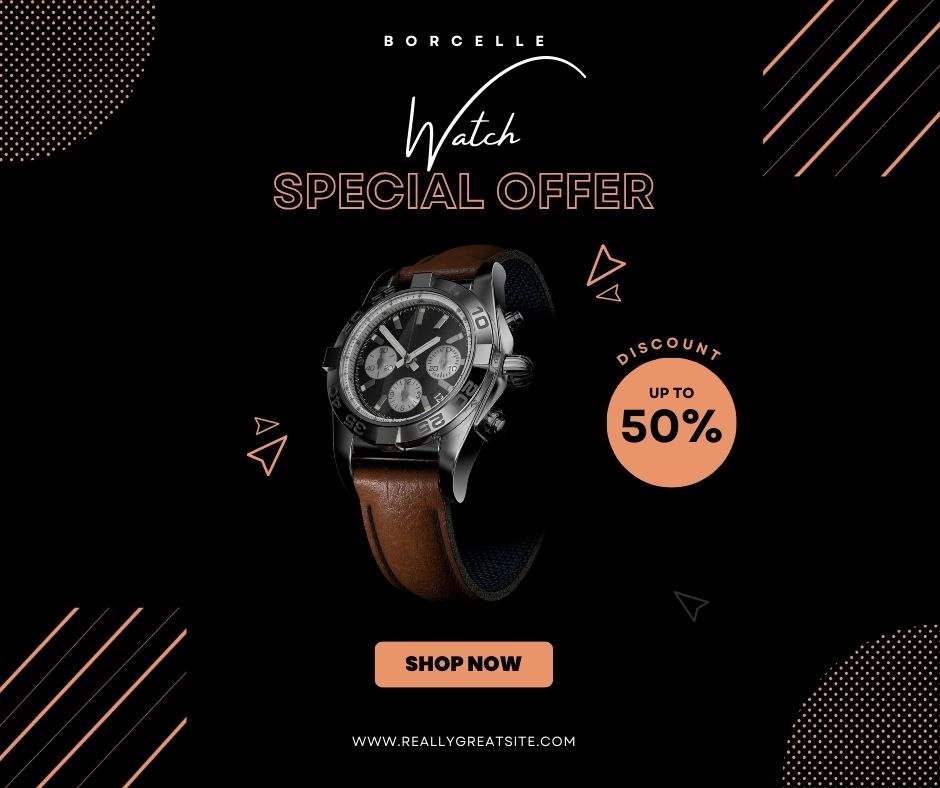 BORCELLE
Watch
SPECIAL OFFER
DISCOUNT
UP TO
50%
SHOP NOW
WWW.REALLYGREATSITE.COM